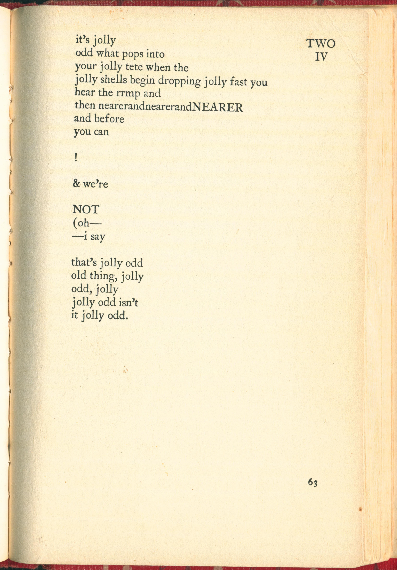 it's jolly
odd what pops into
your jolly tete when the
jolly shells begin dropping jolly fast you
hear the rrmp and
then nearerandnearerandNEARER
and before
you can
!
& we're
NOT
(oh—
—i say
that's jolly odd
old thing, jolly
odd, jolly
jolly odd isn't
it jolly odd.
TWO
IV
63